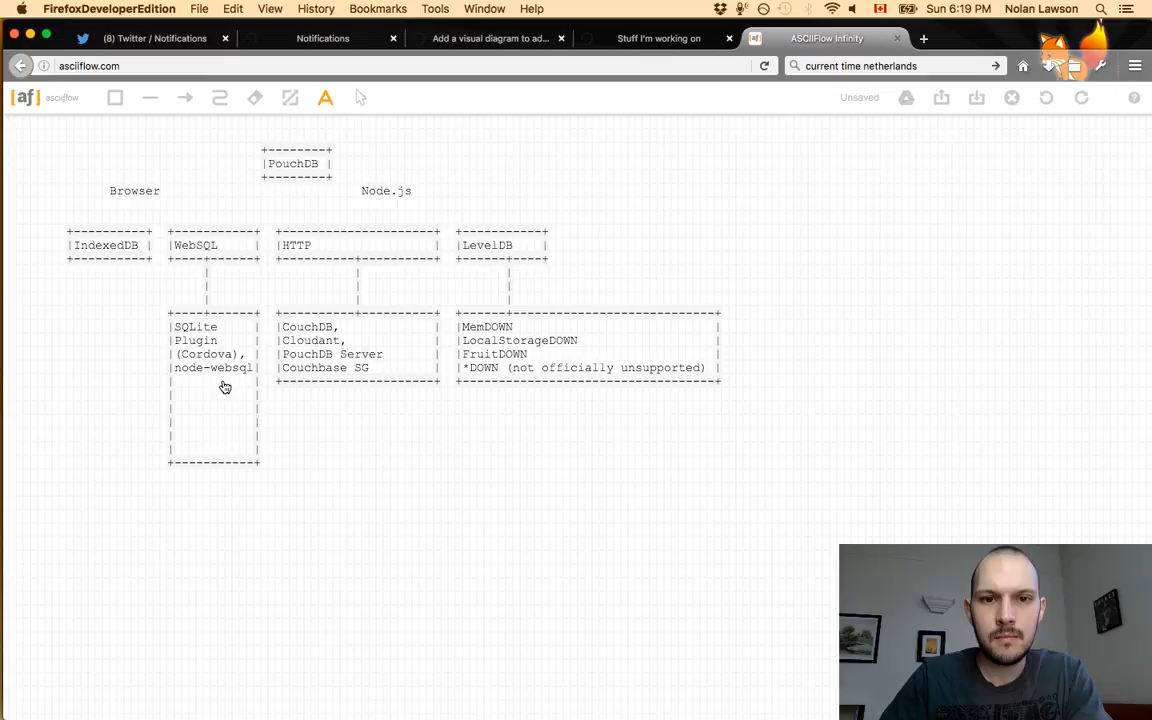 FirefoxDeveloperEdition File Edit View History Bookmarks Tools Window Help Sun 6:19 PM Nolan Lawson
(8) Twitter / Notifications Notifications Add a visual diagram to ad... Stuff I'm working on [af] ASCIIFlow Infinity
asciiflow.com current time netherlands
[af] asciiflow A Unsaved
PouchDB
Browser Node.js
IndexedDB WebSQL HTTP LevelDB
SQLite CouchDB, MemDOWN
Plugin Cloudant, LocalStorageDOWN
(Cordova), PouchDB Server FruitDOWN
node-websql Couchbase SG *DOWN (not officially unsupported)